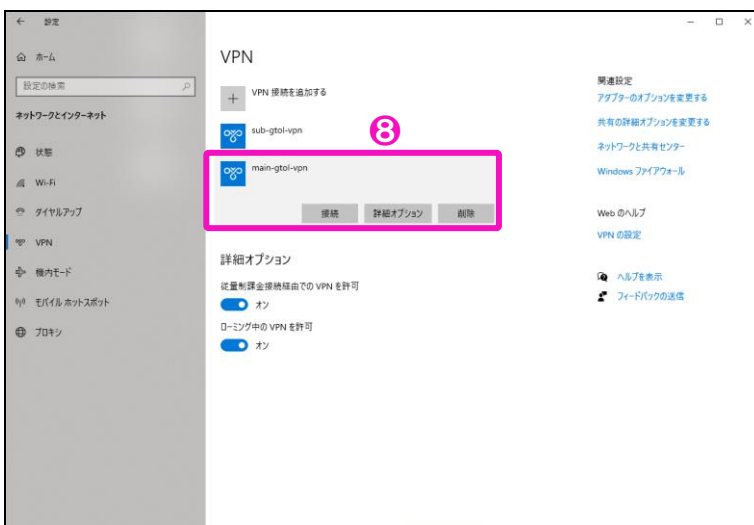 ← 設定
ホーム
設定の検索
ネットワークとインターネット
状態
Wi-Fi
ダイヤルアップ
VPN
機内モード
モバイル ホットスポット
プロキシ
VPN
VPN 接続を追加する
sub-gtol-vpn
8
main-gtol-vpn
接続 詳細オプション 削除
詳細オプション
従量制課金接続経由での VPN を許可
オン
ローミング中の VPN を許可
オン
関連設定
アダプターのオプションを変更する
共有の詳細オプションを変更する
ネットワークと共有センター
Windows ファイアウォール
Web のヘルプ
VPN の設定
ヘルプを表示
フィードバックの送信